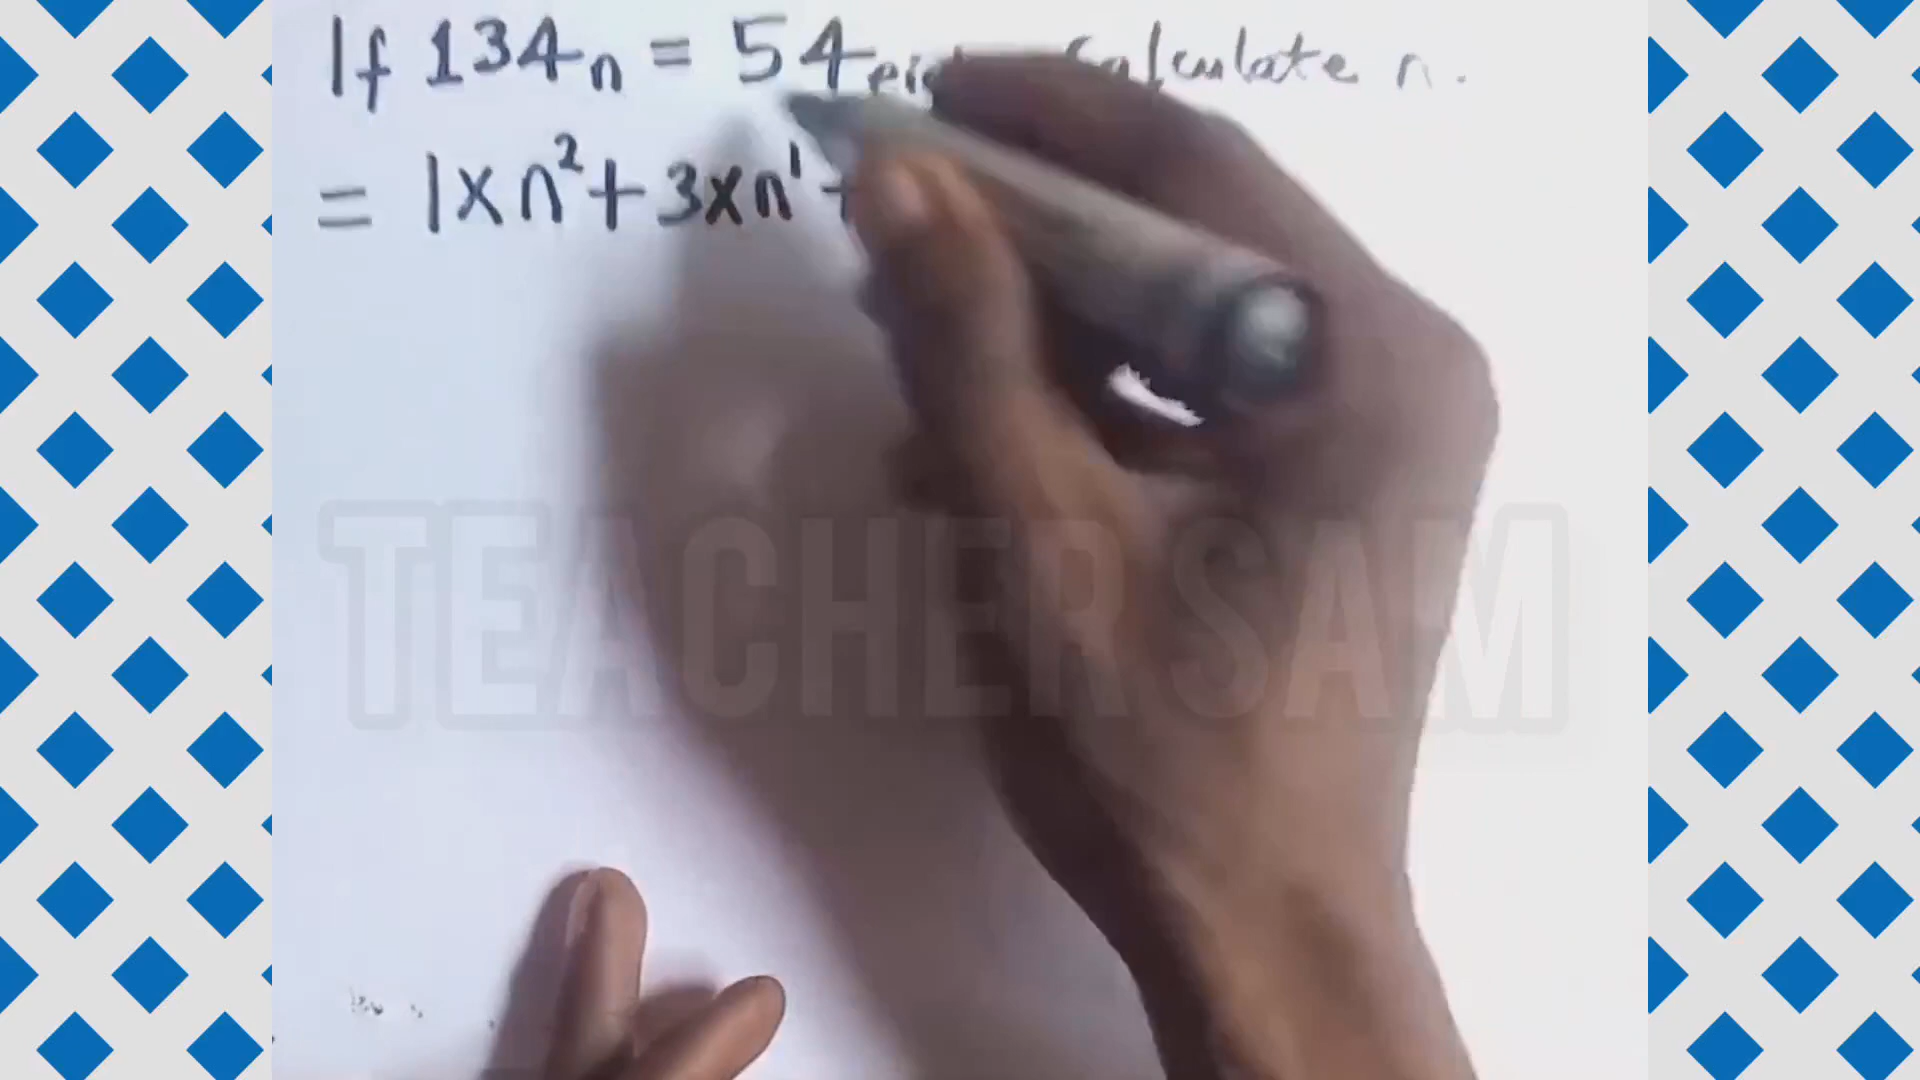 If 134n = 54 Calculate n.
= 1xn²+3xn¹+
TEACHER SAM